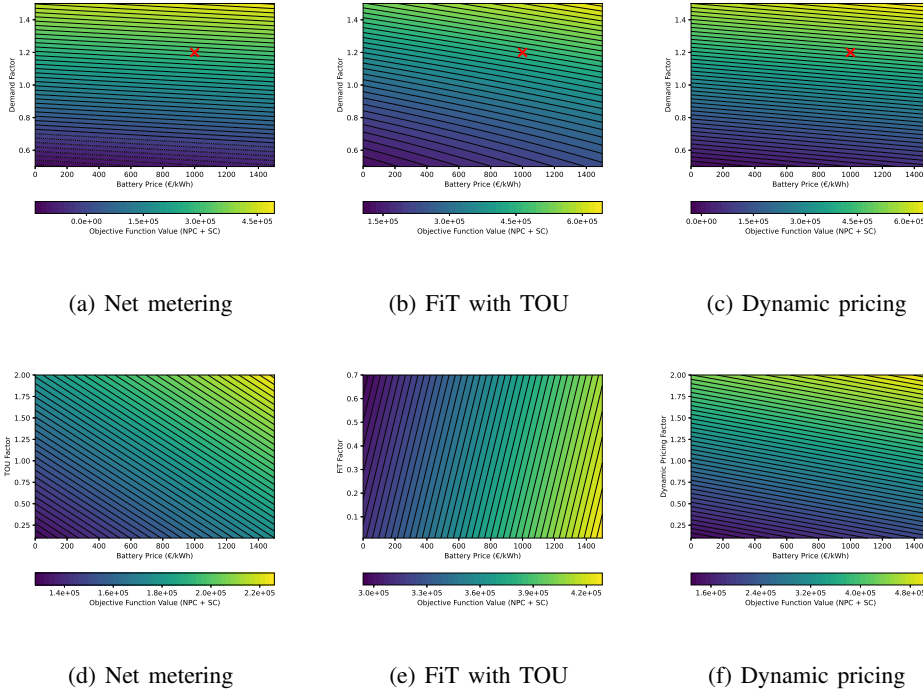 1.4
1.2
1.0
0.8
0.6
Demand Factor
0 200 400 600 800 1000 1200 1400
Battery Price (€/kWh)
0.0e+00 1.5e+05 3.0e+05 4.5e+05
Objective Function Value (NPC + SC)
(a) Net metering
1.4
1.2
1.0
0.8
0.6
Demand Factor
0 200 400 600 800 1000 1200 1400
Battery Price (€/kWh)
1.5e+05 3.0e+05 4.5e+05 6.0e+05
Objective Function Value (NPC + SC)
(b) FiT with TOU
1.4
1.2
1.0
0.8
0.6
Demand Factor
0 200 400 600 800 1000 1200 1400
Battery Price (€/kWh)
0.0e+00 1.5e+05 3.0e+05 4.5e+05 6.0e+05
Objective Function Value (NPC + SC)
(c) Dynamic pricing
2.00
1.75
1.50
1.25
1.00
0.75
0.50
0.25
TOU Factor
0 200 400 600 800 1000 1200 1400
Battery Price (€/kWh)
1.4e+05 1.6e+05 1.8e+05 2.0e+05 2.2e+05
Objective Function Value (NPC + SC)
(d) Net metering
0.7
0.6
0.5
0.4
0.3
0.2
0.1
FiT Factor
0 200 400 600 800 1000 1200 1400
Battery Price (€/kWh)
3.0e+05 3.3e+05 3.6e+05 3.9e+05 4.2e+05
Objective Function Value (NPC + SC)
(e) FiT with TOU
2.00
1.75
1.50
1.25
1.00
0.75
0.50
0.25
Dynamic Pricing Factor
0 200 400 600 800 1000 1200 1400
Battery Price (€/kWh)
1.6e+05 2.4e+05 3.2e+05 4.0e+05 4.8e+05
Objective Function Value (NPC + SC)
(f) Dynamic pricing